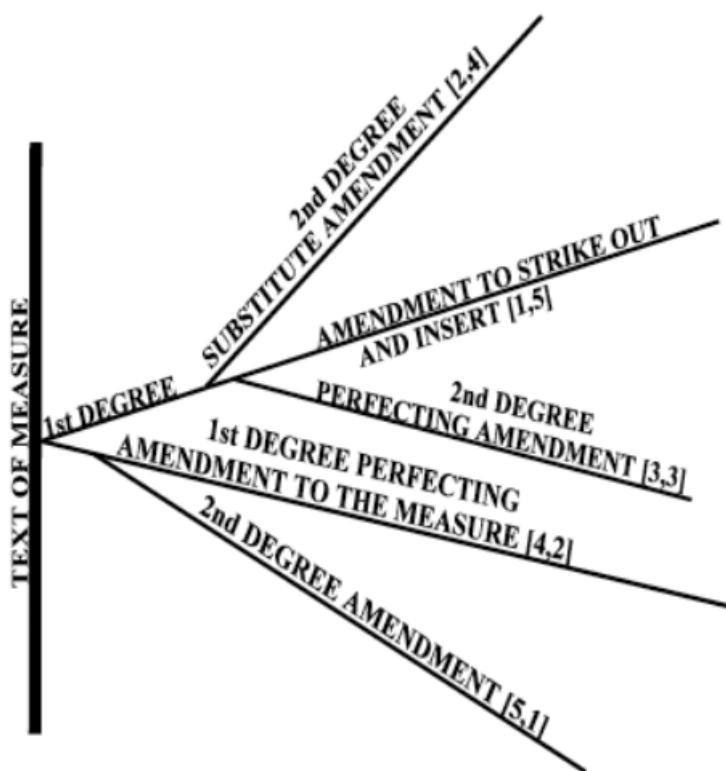 TEXT OF MEASURE
1st DEGREE
2nd DEGREE
SUBSTITUTE AMENDMENT [2,4]
AMENDMENT TO STRIKE OUT
AND INSERT [1,5]
2nd DEGREE
PERFECTING AMENDMENT [3,3]
1st DEGREE PERFECTING
AMENDMENT TO THE MEASURE [4,2]
2nd DEGREE AMENDMENT [5,1]